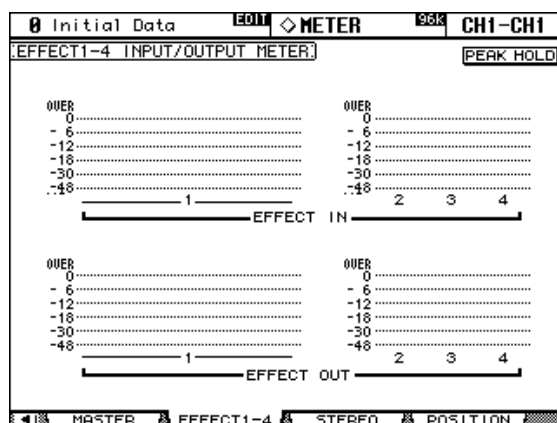 0 Initial Data EDIT ◇METER 96K CH1-CH1
EFFECT1-4 INPUT/OUTPUT METER
PEAK HOLD
OVER OVER
0 0
- 6 - 6
-12 -12
-18 -18
-30 -30
-48 -48
1 2 3 4
EFFECT IN
OVER OVER
0 0
- 6 - 6
-12 -12
-18 -18
-30 -30
-48 -48
1 2 3 4
EFFECT OUT
MASTER EFFECT1-4 STEREO POSITION